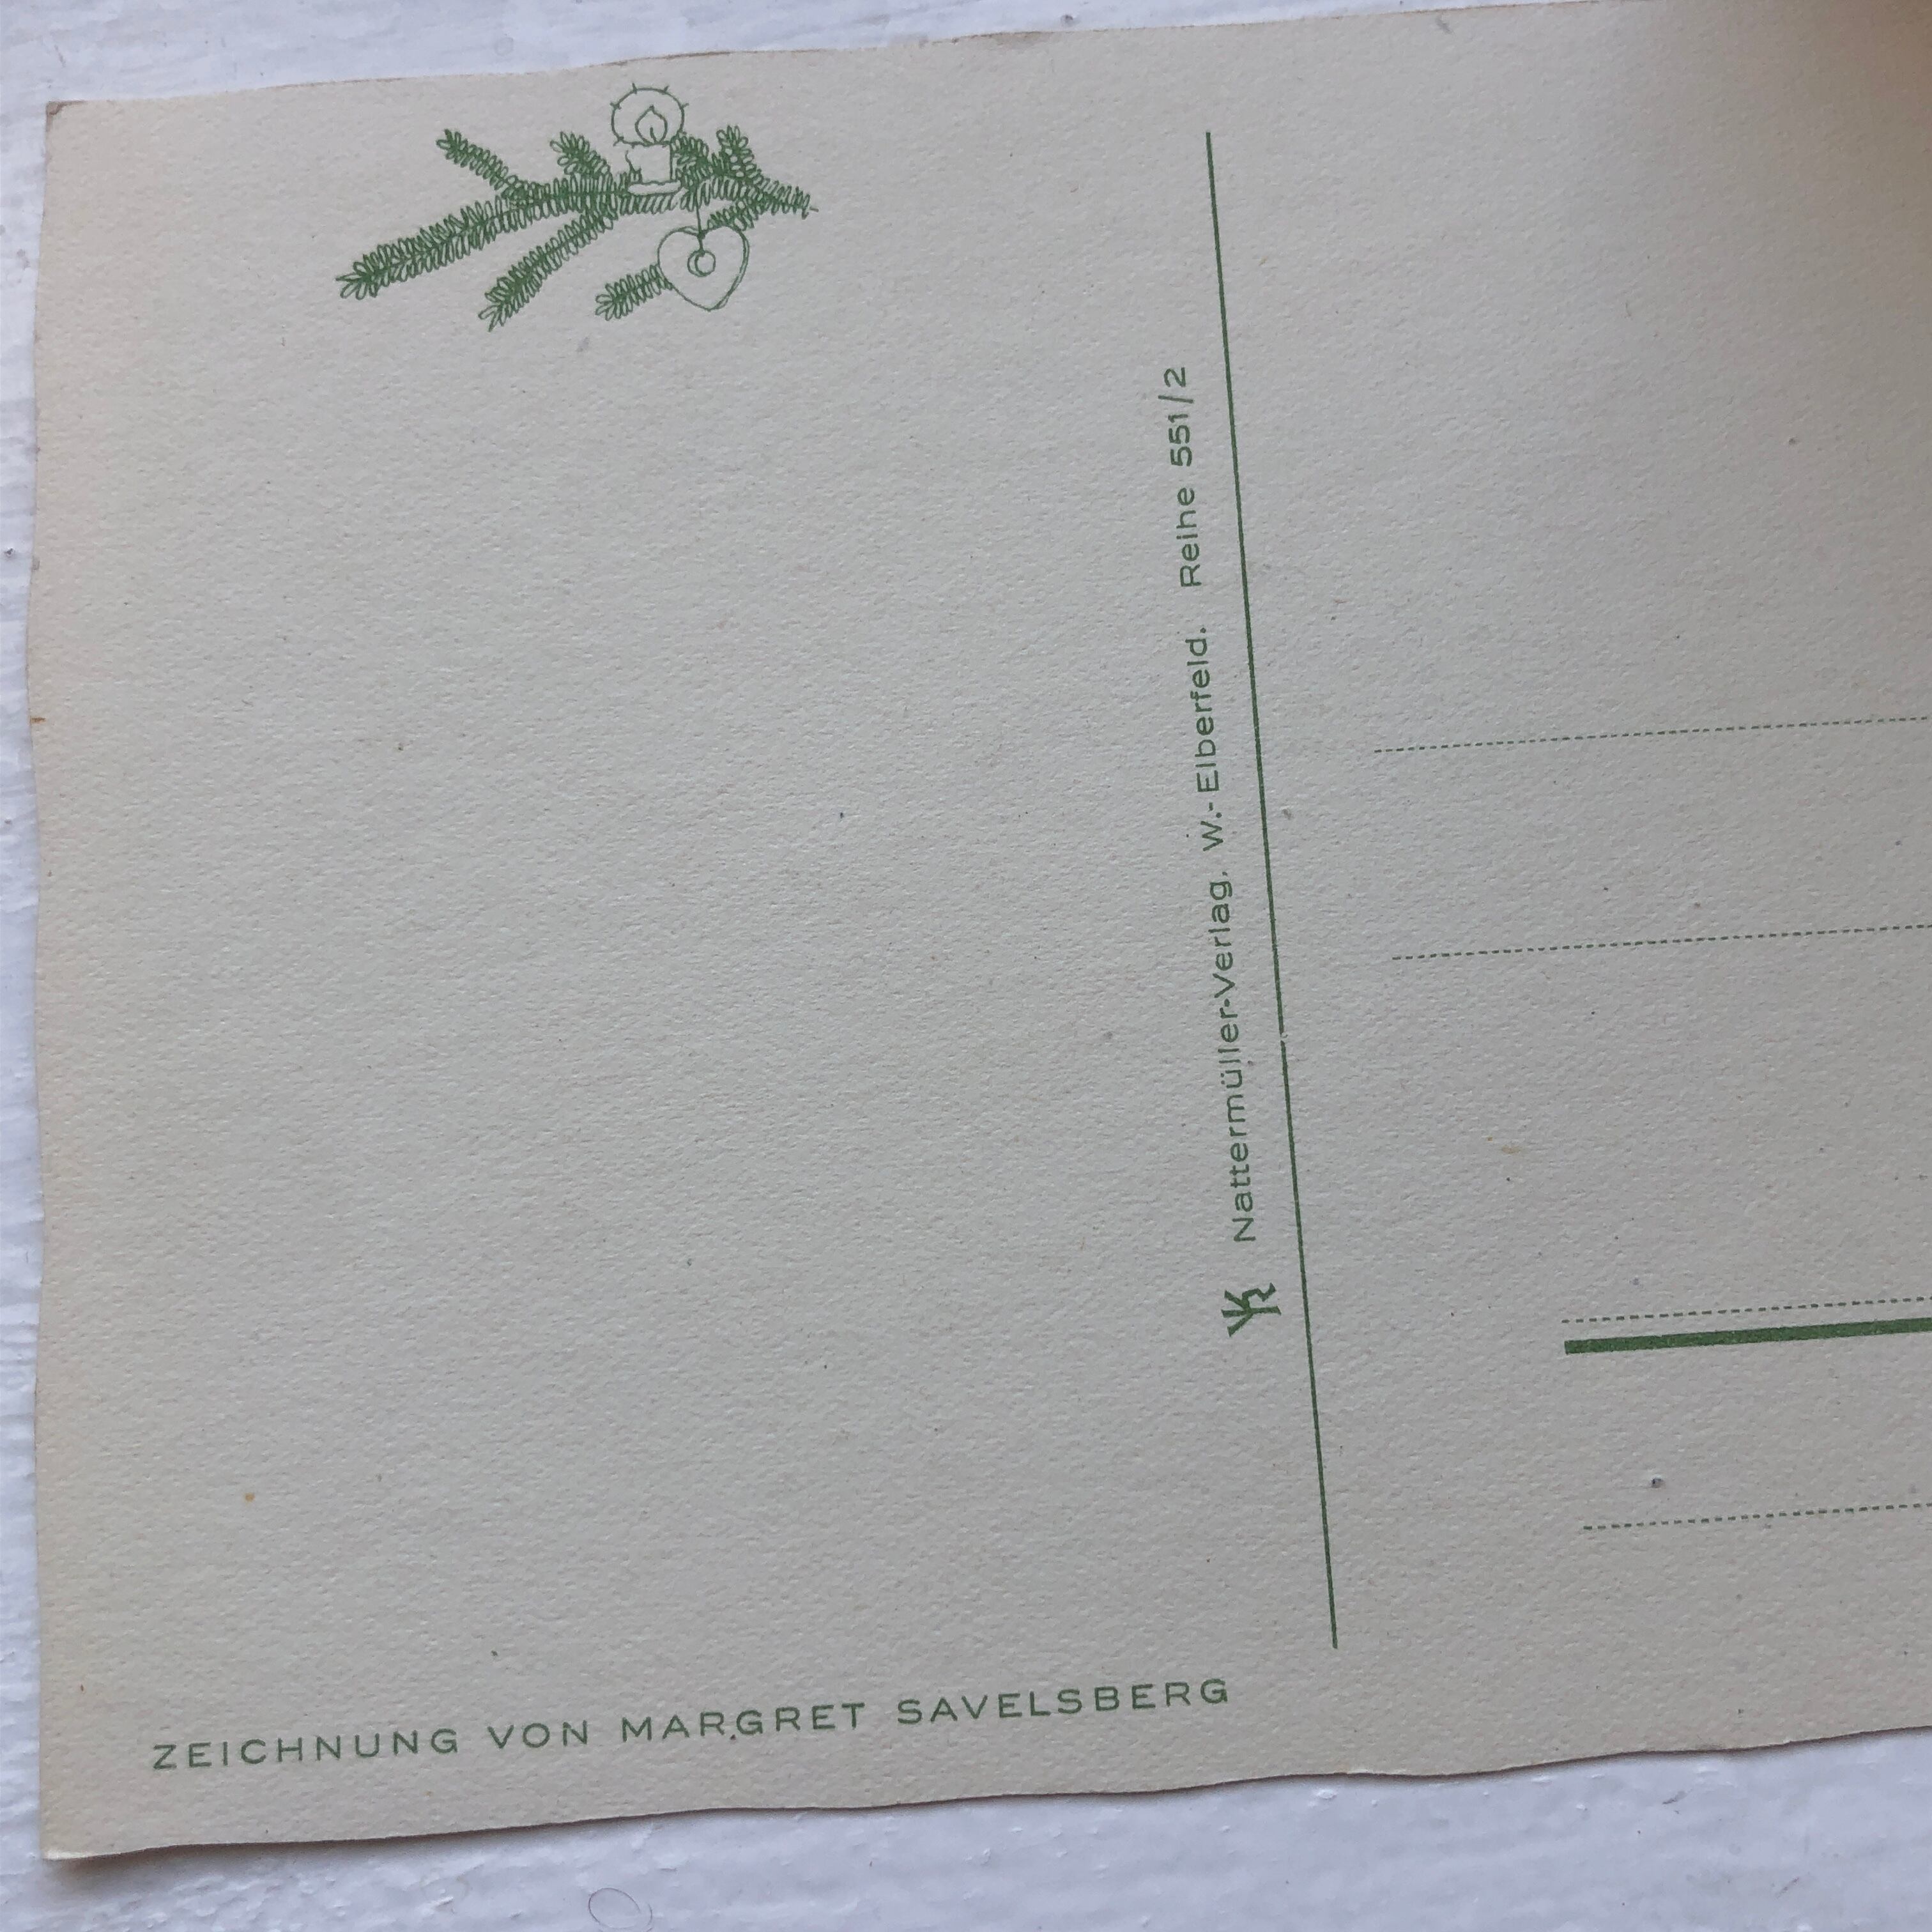 Nattermüller-Verlag, W.-Elberfeld. Reihe 551/2
ZEICHNUNG VON MARGRET SAVELSBERG